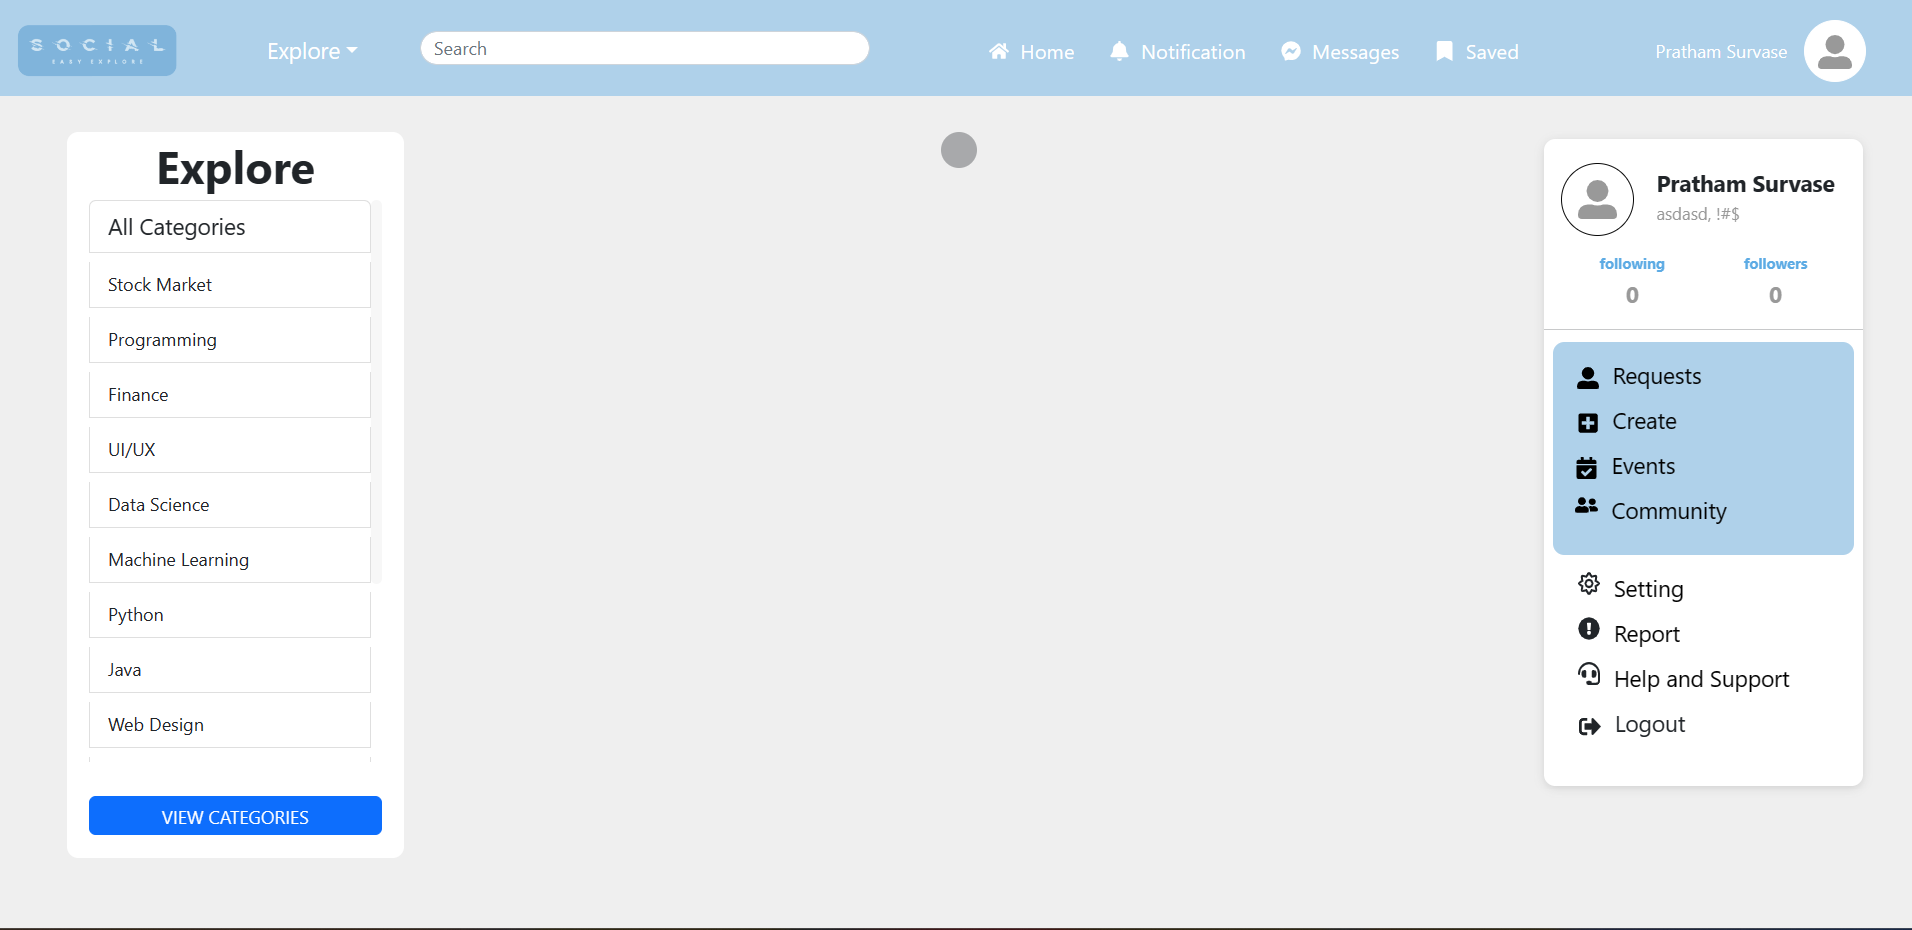 SOCIAL
EASY EXPLORE
Explore
Search
Home
Notification
Messages
Saved
Pratham Survase
Explore
All Categories
Stock Market
Programming
Finance
UI/UX
Data Science
Machine Learning
Python
Java
Web Design
VIEW CATEGORIES
Pratham Survase
asdasd, !#$
following
followers
0
0
Requests
Create
Events
Community
Setting
Report
Help and Support
Logout